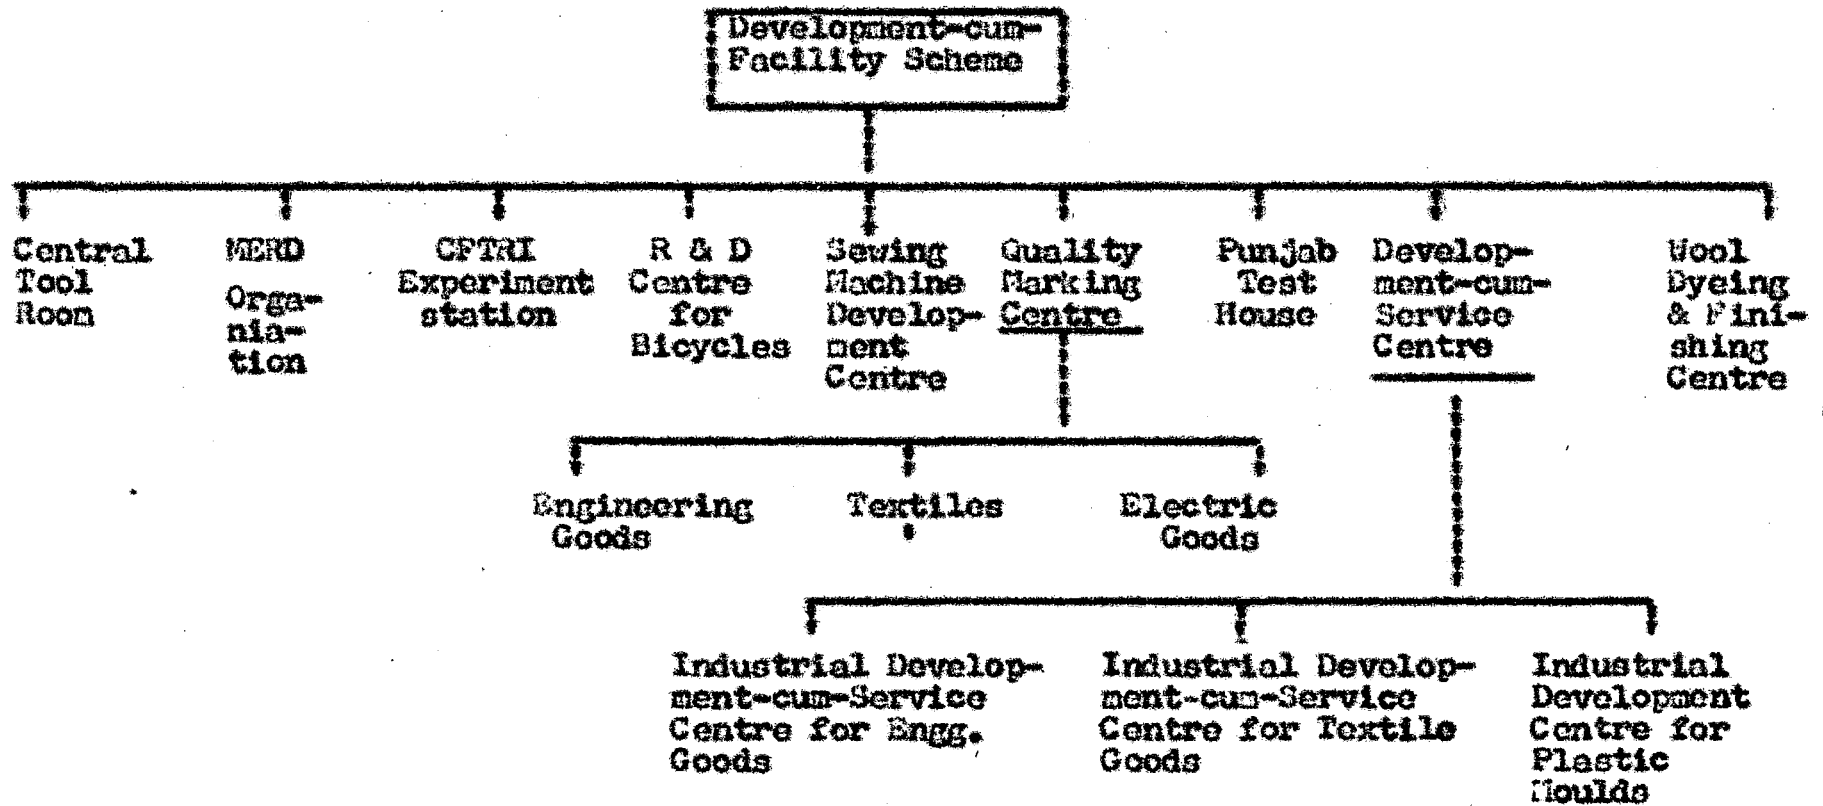 Development-cum-
Facility Scheme
Central
Tool
Room
MERD
Orga-
nia-
tion
CFTRI
Experiment
station
R & D
Centre
for
Bicycles
Sewing
Machine
Develop-
ment
Centre
Quality
Marking
Centre
Punjab
Test
House
Develop-
ment-cum-
Service
Centre
Wool
Dyeing
& Fini-
shing
Centre
Engineering
Goods
Textiles
Electric
Goods
Industrial Develop-
ment-cum-Service
Centre for Engg.
Goods
Industrial Develop-
ment-cum-Service
Centre for Textile
Goods
Industrial
Development
Centre for
Plastic
Moulds